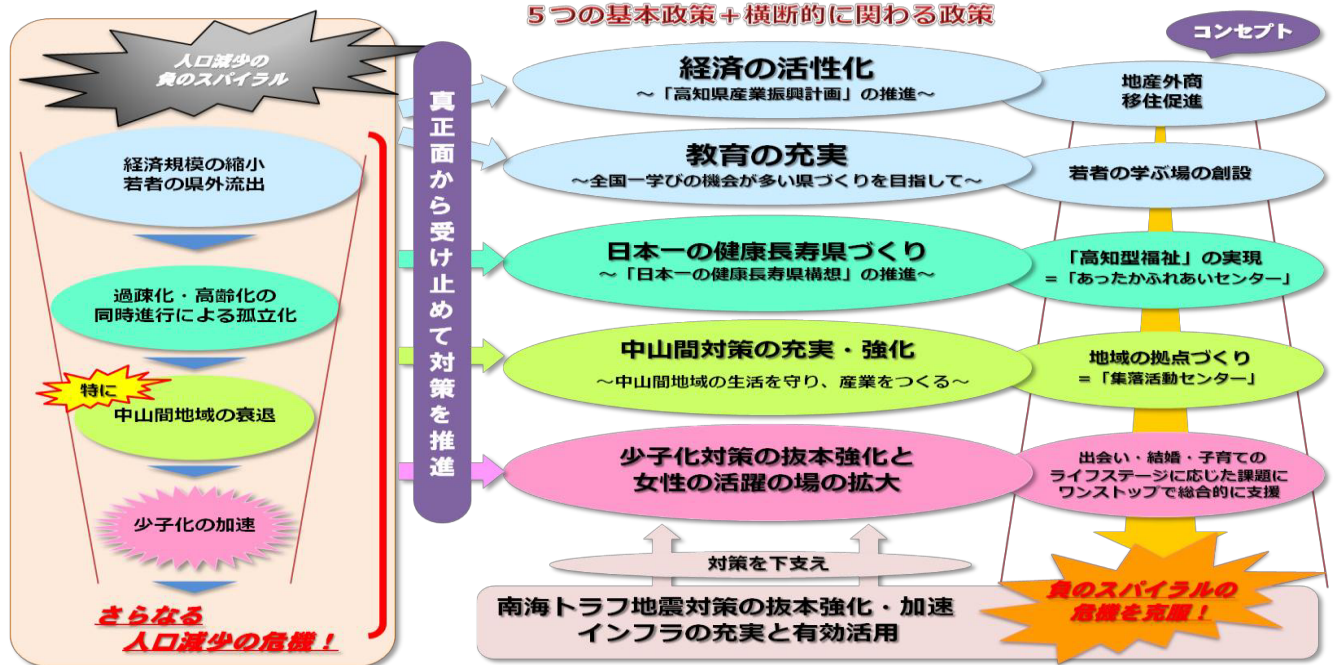 5つの基本政策+横断的に関わる政策
人口減少の
負のスパイラル
経済規模の縮小
若者の県外流出
過疎化・高齢化の
同時進行による孤立化
特に
中山間地域の衰退
少子化の加速
さらなる
人口減少の危機!
真正面から受け止めて対策を推進
コンセプト
経済の活性化
~「高知県産業振興計画」の推進~
地産外商
移住促進
教育の充実
~全国一学びの機会が多い県づくりを目指して~
若者の学ぶ場の創設
日本一の健康長寿県づくり
~「日本一の健康長寿県構想」の推進~
「高知型福祉」の実現
=「あったかふれあいセンター」
中山間対策の充実・強化
~中山間地域の生活を守り、産業をつくる~
地域の拠点づくり
=「集落活動センター」
少子化対策の抜本強化と
女性の活躍の場の拡大
出会い・結婚・子育ての
ライフステージに応じた課題に
ワンストップで総合的に支援
対策を下支え
南海トラフ地震対策の抜本強化・加速
インフラの充実と有効活用
負のスパイラルの
危機を克服!